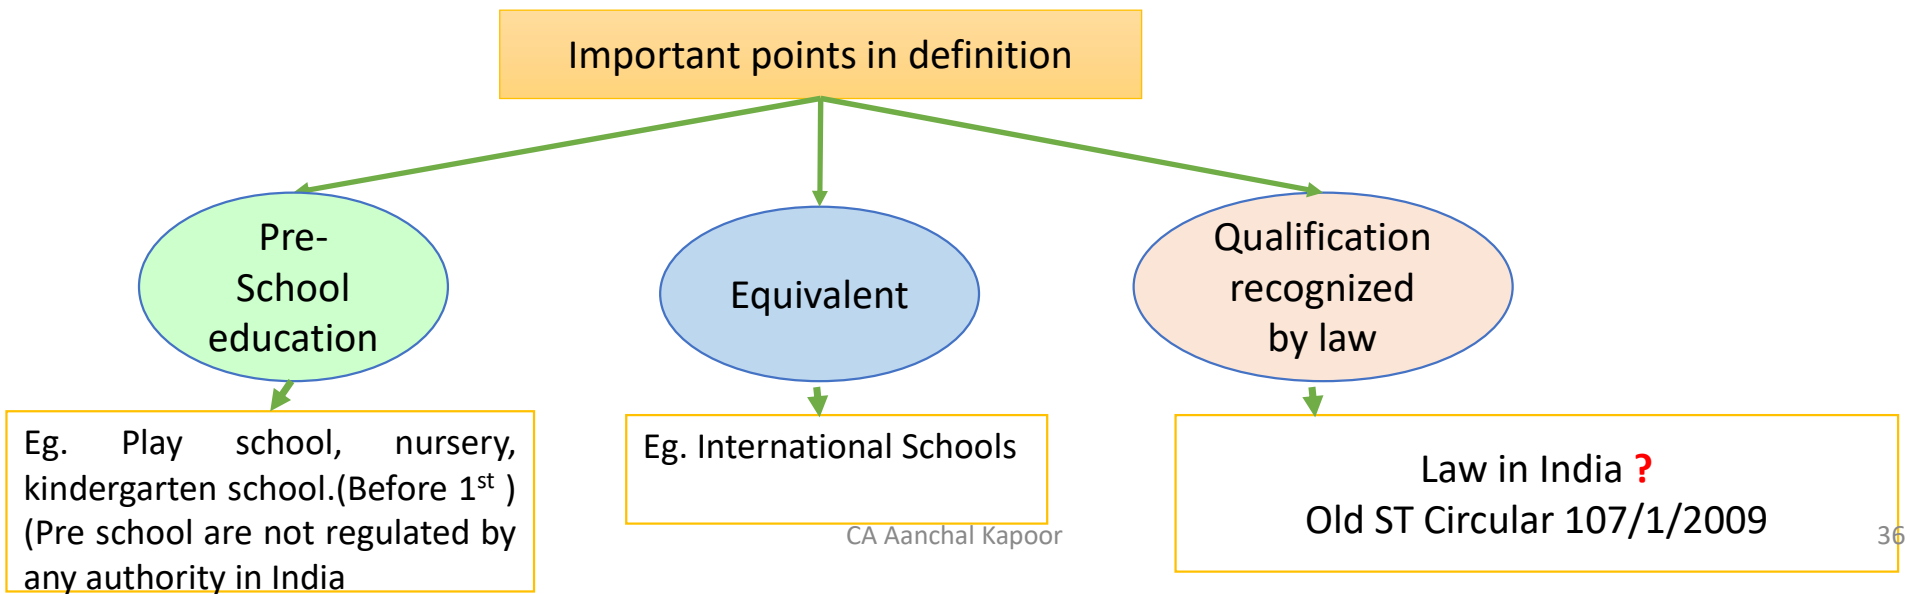 Important points in definition
Pre-
School
education
Equivalent
Qualification
recognized
by law
Eg. Play school, nursery,
kindergarten school.(Before 1st )
(Pre school are not regulated by
any authority in India
Eg. International Schools
Law in India ?
Old ST Circular 107/1/2009
CA Aanchal Kapoor
36